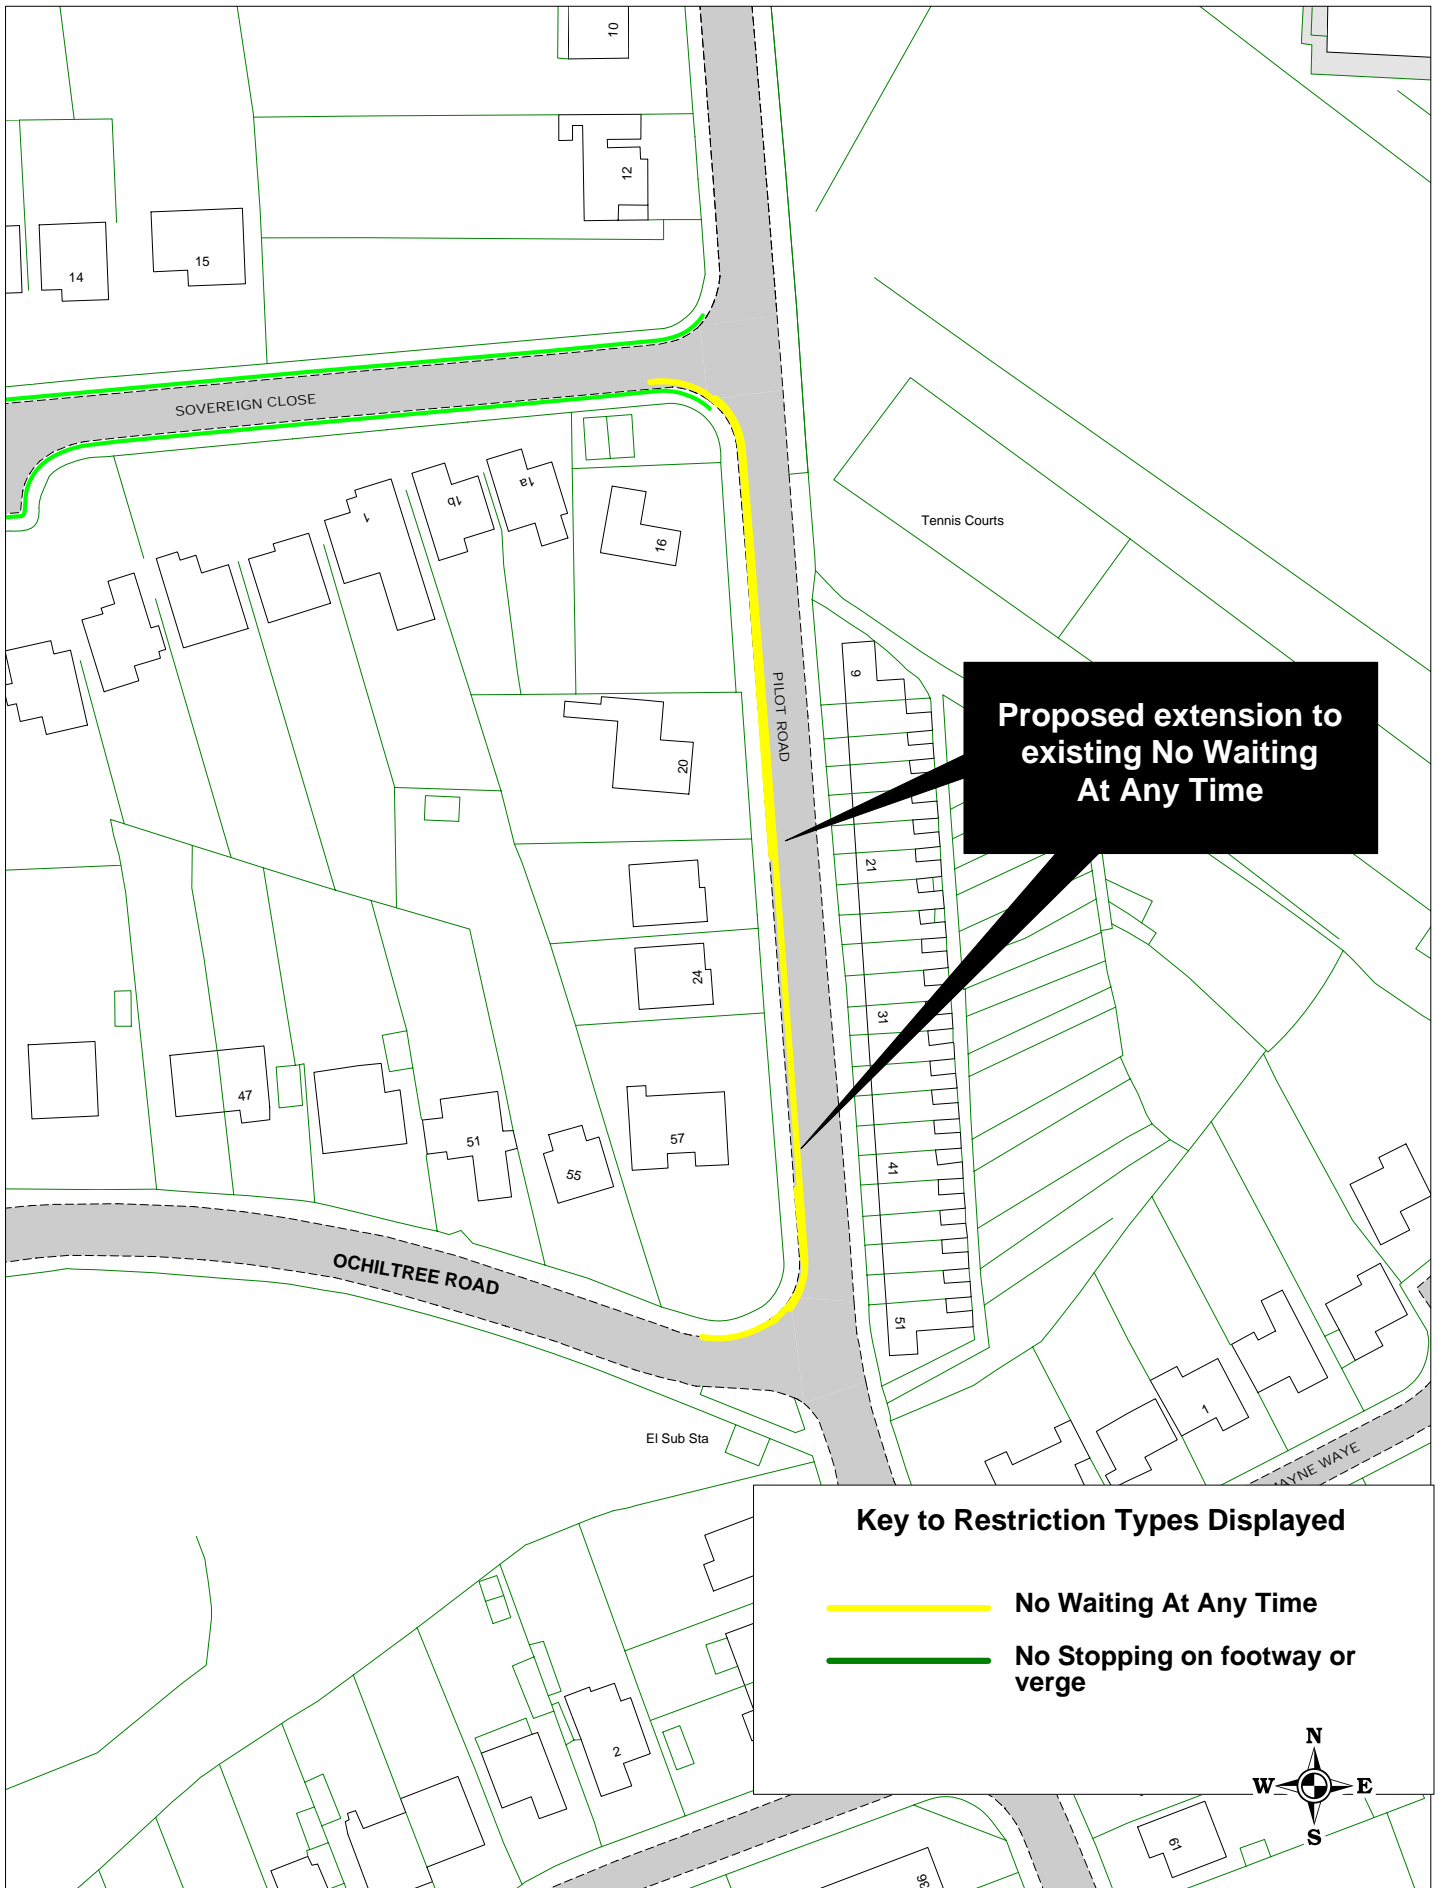 10
12
14
15
SOVEREIGN CLOSE
1
1b
1a
16
Tennis Courts
PILOT ROAD
9
20
Proposed extension to
existing No Waiting
At Any Time
21
24
31
47
51
55
57
41
OCHILTREE ROAD
51
El Sub Sta
1
AYNE WAYE
Key to Restriction Types Displayed
No Waiting At Any Time
No Stopping on footway or
verge
2
N
W E
S
61
36